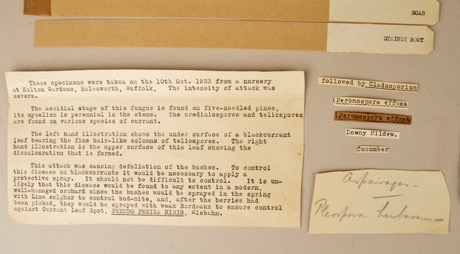 SCAB
STRINEY ROOT
These specimens were taken on the 10th Oct. 1933 from a nursery
at Holton Gardens, Halesworth, Suffolk. The intensity of attack was
severe.
The aecidial stage of this fungus is found on five-needled pines,
its mycelium is perennial in the stems. The uredinio­spores and telicspores
are found on various species of currant.
The left hand illustration shows the under surface of a blackcurrant
leaf bearing the fine hair-like columns of telicspores. The right
hand illustration is the upper surface of this leaf showing the
discolouration that is formed.
This attack was causing defoliation of the bushes. To control
this disease on blackcurrants it would be necessary to apply a
protective spray. It should not be difficult to control. It is un-
likely that this disease would be found to any extent in a modern,
well-managed orchard since the bushes would be sprayed in the spring
with lime sulphur to control bud-mite, and, after the berries had
been picked, they would be sprayed with weak Bordeaux to ensure control
against Currant Leaf Spot, PSEUDO PEZIZA RIBIS, Klebahn.
followed by Cladosporium
Peronospora effusa
Peronospora effusa
Downy Mildew.
Cucumber
Asparagus
Pleospora herbarum